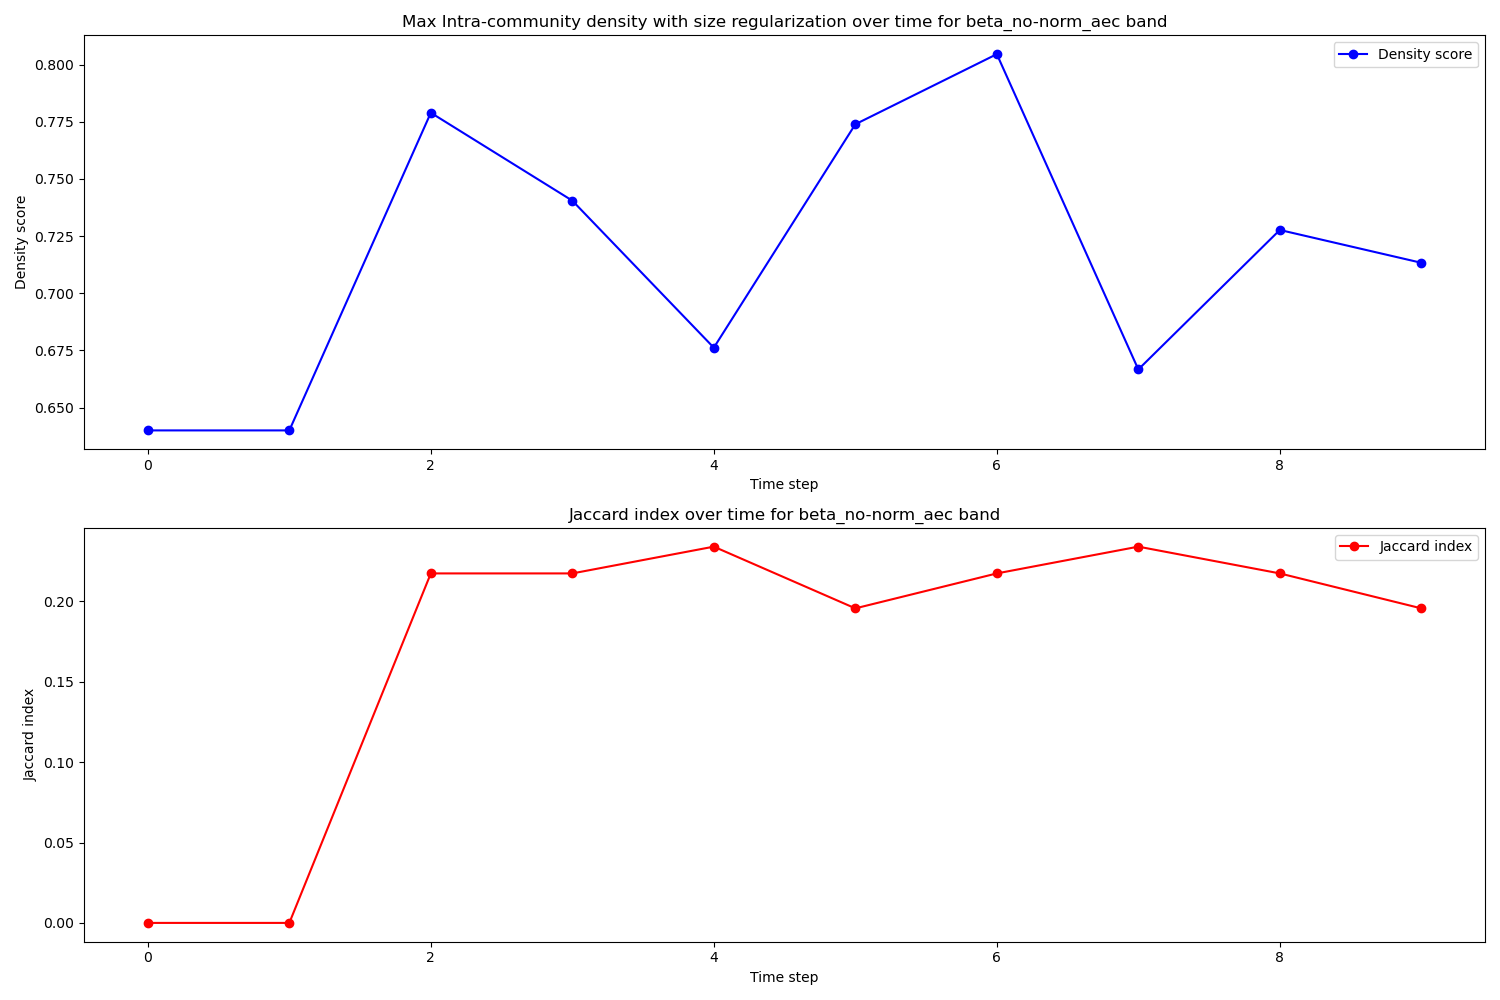 Max Intra-community density with size regularization over time for beta_no-norm_aec band
Density score
0.800
0.775
0.750
0.725
0.700
0.675
0.650
Density score
0 2 4 6 8
Time step
Jaccard index over time for beta_no-norm_aec band
Jaccard index
0.20
0.15
0.10
0.05
0.00
Jaccard index
0 2 4 6 8
Time step